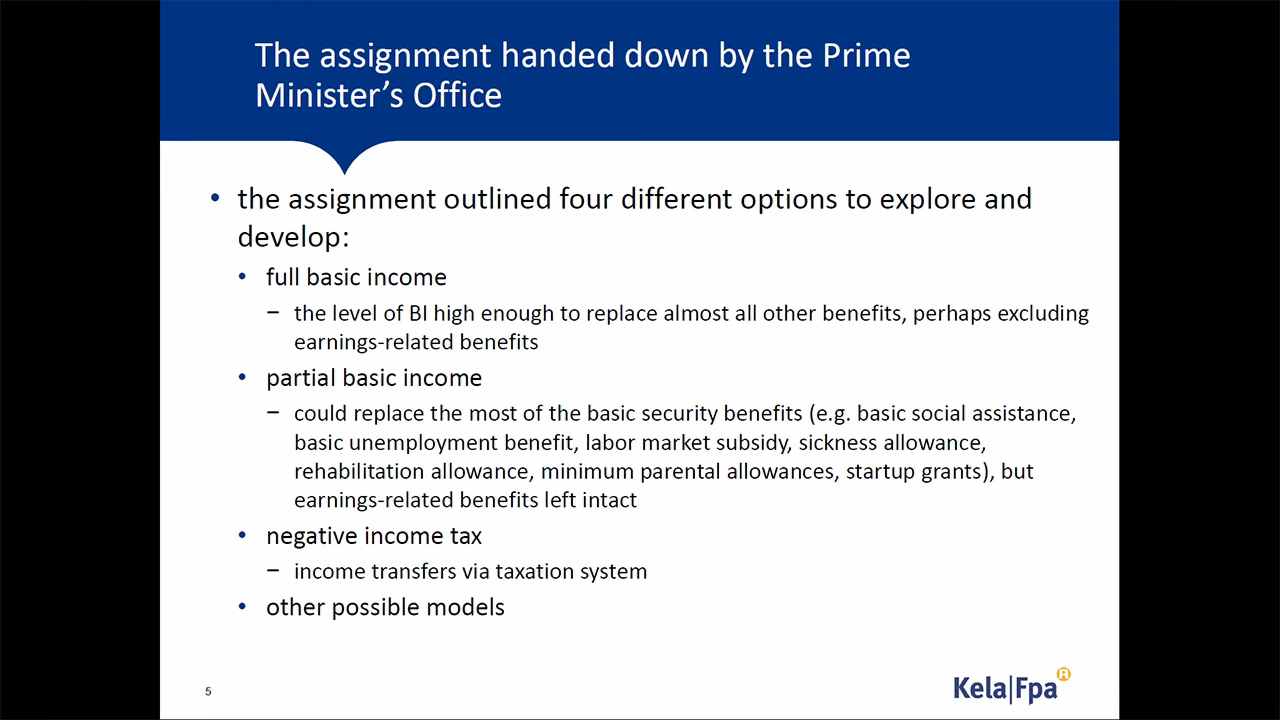 The assignment handed down by the Prime
Minister’s Office
• the assignment outlined four different options to explore and
develop:
• full basic income
– the level of BI high enough to replace almost all other benefits, perhaps excluding
earnings-related benefits
• partial basic income
– could replace the most of the basic security benefits (e.g. basic social assistance,
basic unemployment benefit, labor market subsidy, sickness allowance,
rehabilitation allowance, minimum parental allowances, startup grants), but
earnings-related benefits left intact
• negative income tax
– income transfers via taxation system
• other possible models
5
Kela|Fpa